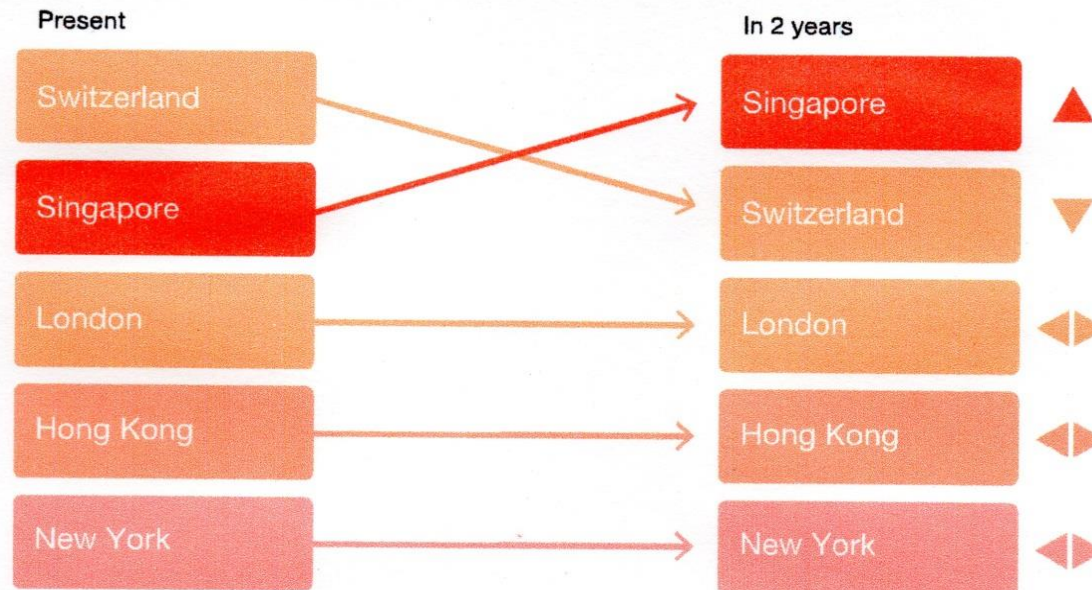 Present
Switzerland
Singapore
London
Hong Kong
New York
In 2 years
Singapore
Switzerland
London
Hong Kong
New York